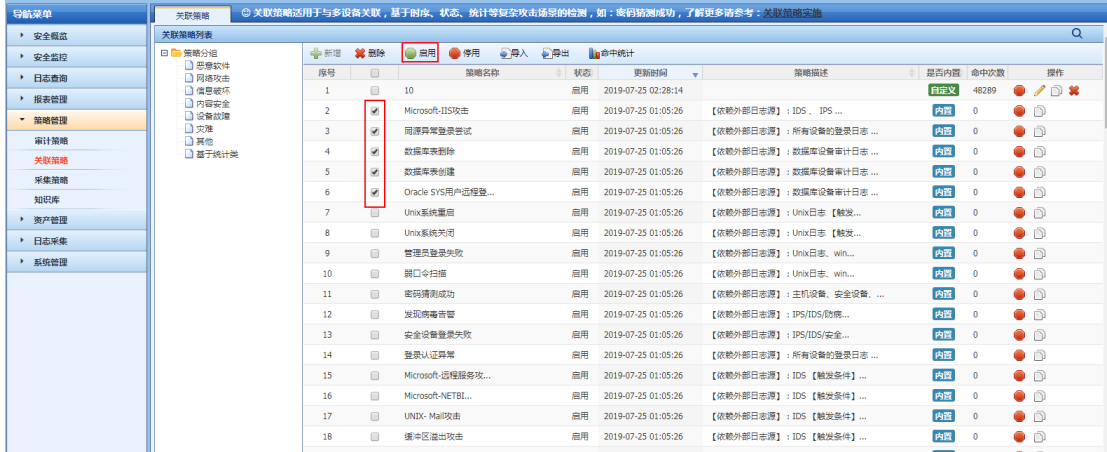 导航菜单
安全概览
安全监控
日志查询
报表管理
策略管理
审计策略
关联策略
采集策略
知识库
资产管理
日志采集
系统管理
关联策略 关联策略适用于与多设备关联，基于时序、状态、统计等复杂攻击场景的检测，如：密码猜测成功，了解更多请参考：关联策略实施
关联策略列表
策略分组
恶意软件
网络攻击
信息破坏
内容安全
设备故障
灾难
其他
基于统计类
新增 删除 启用 停用 导入 导出 命中统计
序号 策略名称 状态 更新时间 策略描述 是否内置 命中次数 操作
1 10 启用 2019-07-25 02:28:14 自定义 48289
2 Microsoft-IIS攻击 启用 2019-07-25 01:05:26 【依赖外部日志源】：IDS 、 IPS ... 内置 0
3 同源异常登录尝试 启用 2019-07-25 01:05:26 【依赖外部日志源】：所有设备的登录日志 ... 内置 0
4 数据库表删除 启用 2019-07-25 01:05:26 【依赖外部日志源】：数据库设备审计日志 ... 内置 0
5 数据库表创建 启用 2019-07-25 01:05:26 【依赖外部日志源】：数据库设备审计日志 ... 内置 0
6 Oracle SYS用户远程登... 启用 2019-07-25 01:05:26 【依赖外部日志源】：数据库设备审计日志 ... 内置 0
7 Unix系统重启 启用 2019-07-25 01:05:26 【依赖外部日志源】：Unix日志 【触发... 内置 0
8 Unix系统关闭 启用 2019-07-25 01:05:26 【依赖外部日志源】：Unix日志 【触发... 内置 0
9 管理员登录失败 启用 2019-07-25 01:05:26 【依赖外部日志源】：Unix日志、win... 内置 0
10 弱口令扫描 启用 2019-07-25 01:05:26 【依赖外部日志源】：Unix日志、win... 内置 0
11 密码猜测成功 启用 2019-07-25 01:05:26 【依赖外部日志源】：主机设备、安全设备、... 内置 0
12 发现病毒告警 启用 2019-07-25 01:05:26 【依赖外部日志源】：IPS/IDS/防病... 内置 0
13 安全设备登录失败 启用 2019-07-25 01:05:26 【依赖外部日志源】：IPS/IDS/安全... 内置 0
14 登录认证异常 启用 2019-07-25 01:05:26 【依赖外部日志源】：所有设备的登录日志 ... 内置 0
15 Microsoft-远程服务攻... 启用 2019-07-25 01:05:26 【依赖外部日志源】：IDS 【触发条件】... 内置 0
16 Microsoft-NETBI... 启用 2019-07-25 01:05:26 【依赖外部日志源】：IDS 【触发条件】... 内置 0
17 UNIX- Mail攻击 启用 2019-07-25 01:05:26 【依赖外部日志源】：IDS 【触发条件】... 内置 0
18 缓冲区溢出攻击 启用 2019-07-25 01:05:26 【依赖外部日志源】：IDS 【触发条件】... 内置 0